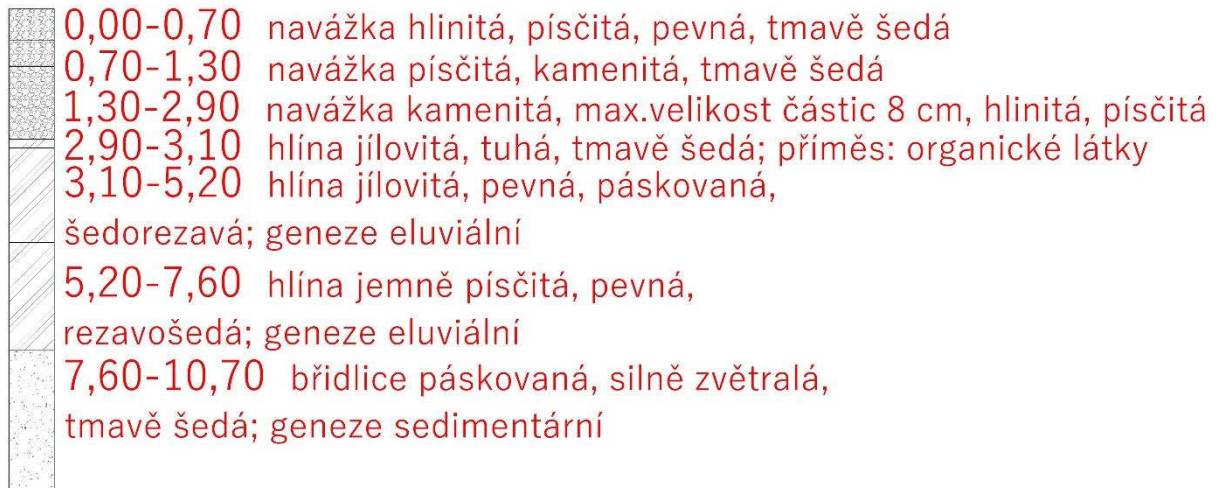 0,00-0,70 navážka hlinitá, písčitá, pevná, tmavě šedá
0,70-1,30 navážka písčitá, kamenitá, tmavě šedá
1,30-2,90 navážka kamenitá, max.velikost částic 8 cm, hlinitá, písčitá
2,90-3,10 hlína jílovitá, tuhá, tmavě šedá; příměs: organické látky
3,10-5,20 hlína jílovitá, pevná, páskovaná,
šedorezavá; geneze eluviální
5,20-7,60 hlína jemně písčitá, pevná,
rezavošedá; geneze eluviální
7,60-10,70 břidlice páskovaná, silně zvětralá,
tmavě šedá; geneze sedimentární